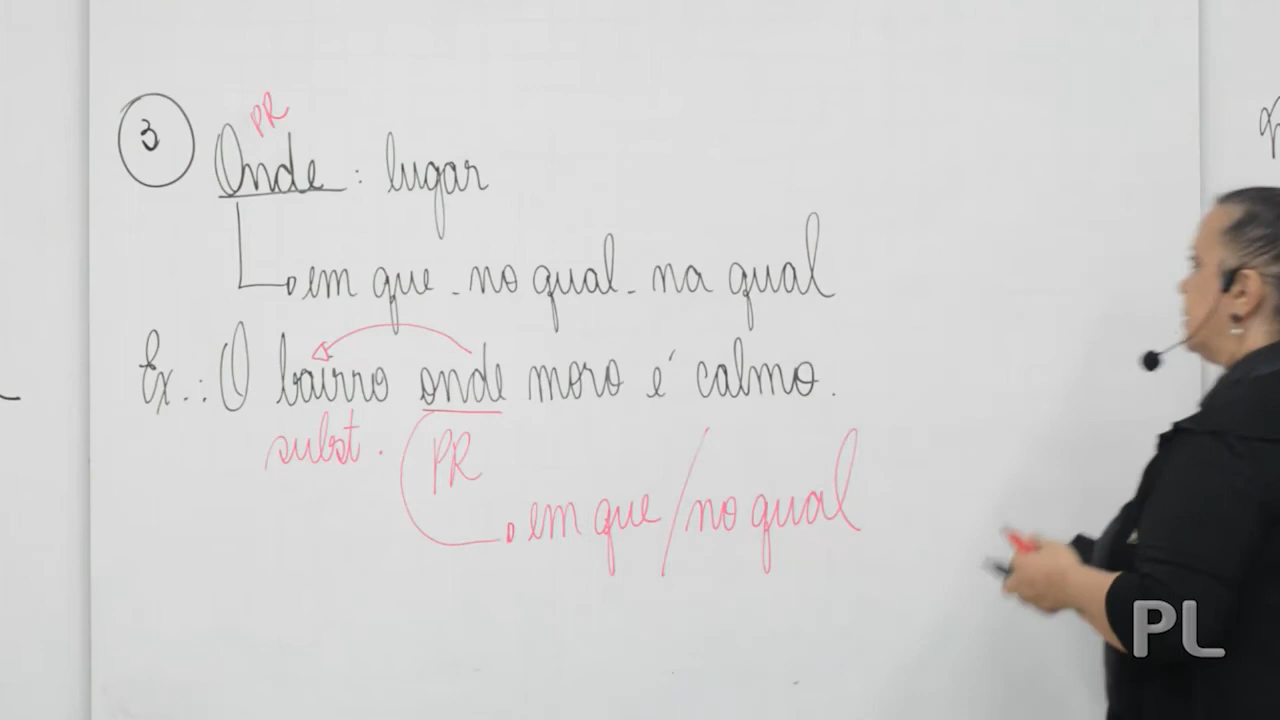 PR
3 Onde : lugar
em que - no qual - na qual
Ex.: O bairro onde moro é calmo.
subst. PR
em que / no qual
PL